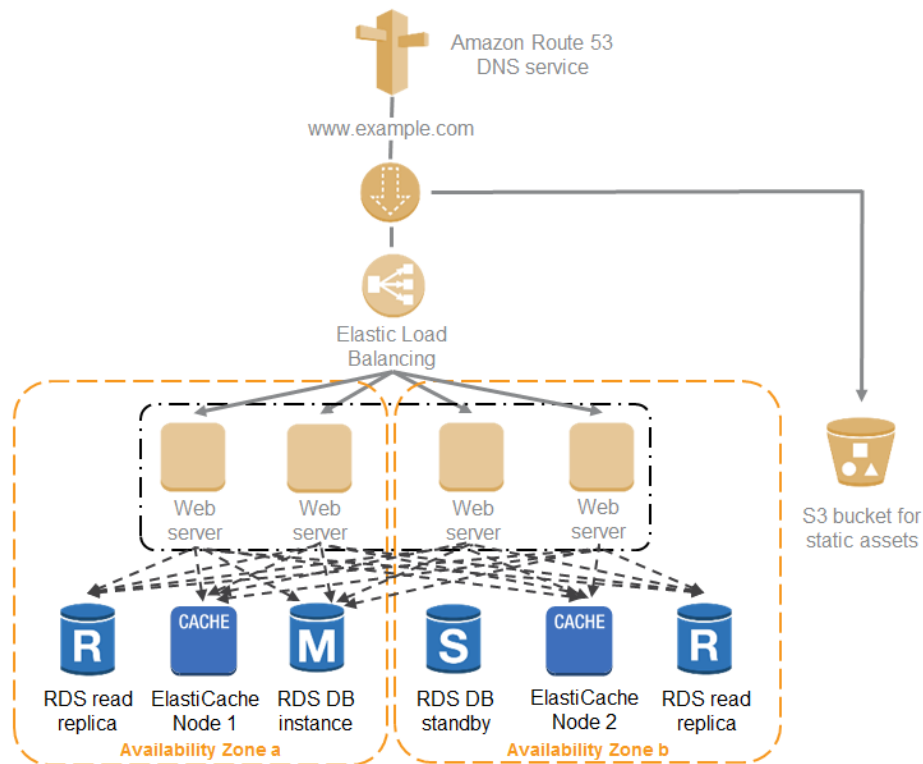 Amazon Route 53
DNS service
www.example.com
Elastic Load
Balancing
Web
server
Web
server
Web
server
Web
server
S3 bucket for
static assets
R
CACHE
M
S
CACHE
R
RDS read
replica
ElastiCache
Node 1
RDS DB
instance
RDS DB
standby
ElastiCache
Node 2
RDS read
replica
Availability Zone a
Availability Zone b